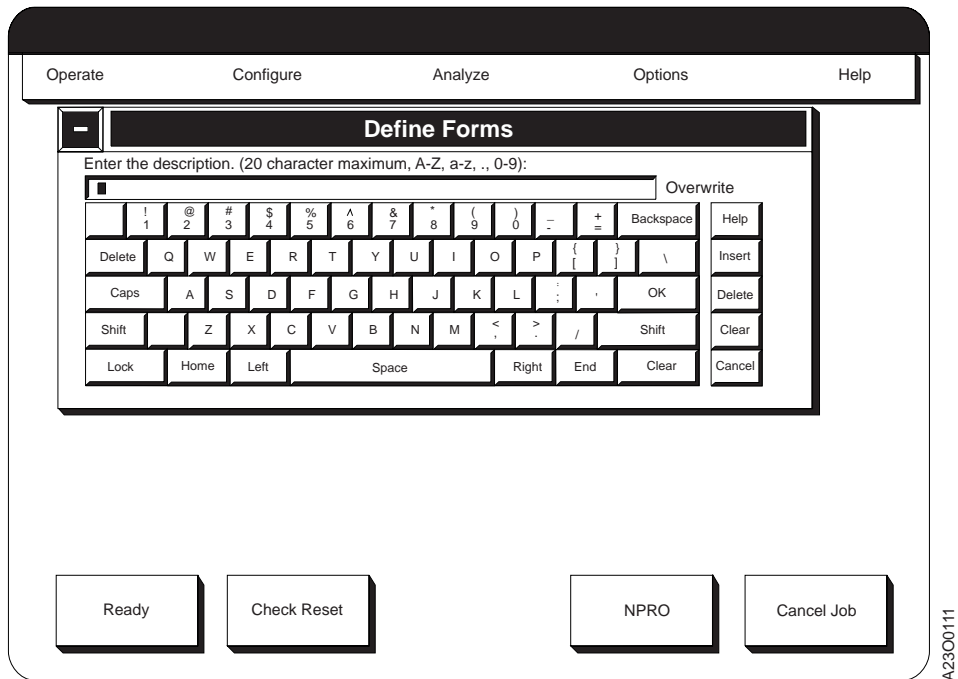 Operate Configure Analyze Options Help
Define Forms
Enter the description. (20 character maximum, A-Z, a-z, ., 0-9):
Overwrite
! @ # $ % ^ & * ( ) _ +
1 2 3 4 5 6 7 8 9 0 - = Backspace Help
Delete Q W E R T Y U I O P { [ } ] \ Insert
Caps A S D F G H J K L : ; ' OK Delete
Shift Z X C V B N M < , > . / Shift Clear
Lock Home Left Space Right End Clear Cancel
Ready Check Reset NPRO Cancel Job
A23O0111